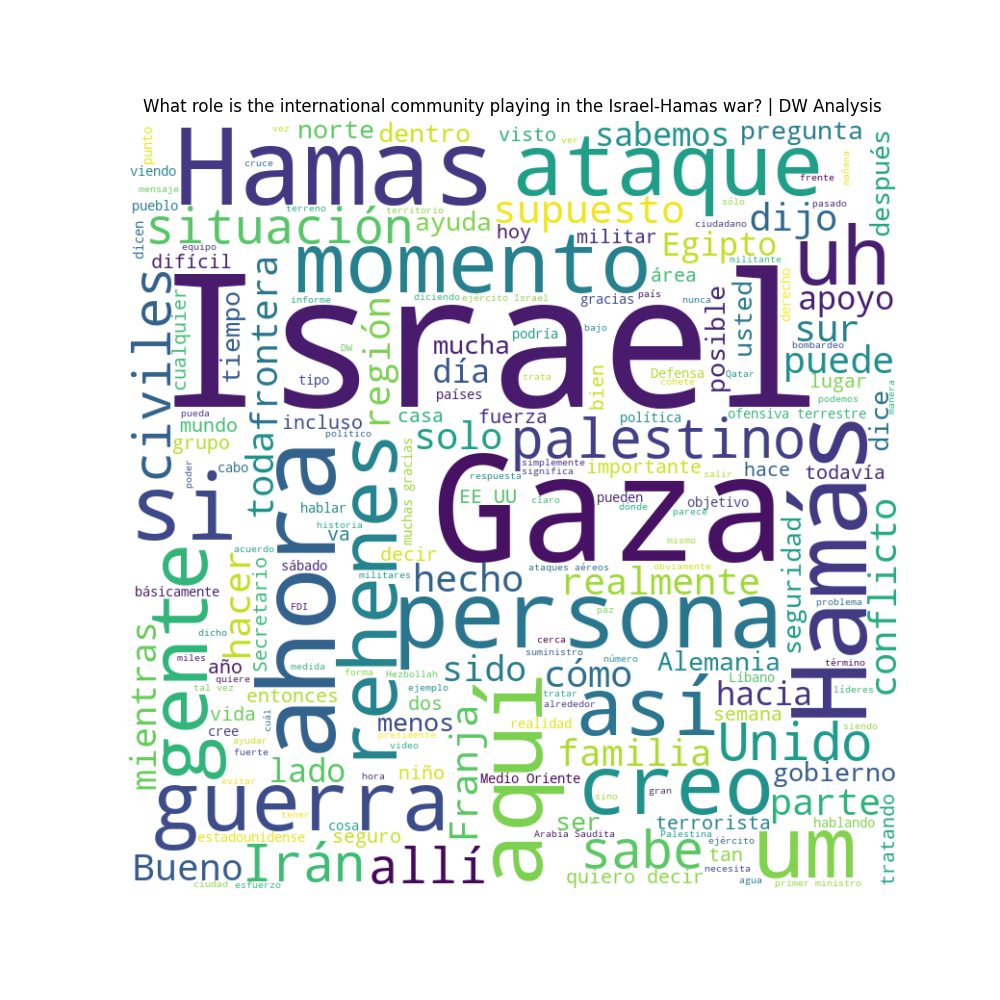 What role is the international community playing in the Israel-Hamas war? | DW Analysis
punto
viendo
mensaje
pueblo
dicen
vez
cruce
Hamas
norte
dentro
visto
ver
sabemos
pregunta
mañana
después
ataque
frente
pasado
sólo
ciudadano
situación
terreno
territorio
ayuda
supuesto
hoy
militar
Egipto
dijo
uh
equipo
difícil
momento
área
militante
derecho
civiles
cualquier
tiempo
frontera
toda
informe
región
diciendo
ejército Israel
gracias
país
nunca
posible
usted
apoyo
Israel
DW
mucha
podría
bajo
sur
bombardeo
puede
tipo
día
países
trata
bien
Defensa
cohete
Qatar
lugar
podemos
manera
pueda
mundo
grupo
incluso
político
casa
fuerza
política
ofensiva terrestre
dice
solo
palestino
hace
todavía
si
cabo
poder
ahora
hablar
historia
va
rehenes
muchas gracias
simplemente
significa
respuesta
importante
salir
EE UU
claro
pueden
dónde
objetivo
parece
Gaza
mismo
Hamás
seguridad
conflicto
gente
acuerdo
básicamente
hacer
Secretario
sábado
FDI
decir
militares
hecho
ataques aéreos
obviamente
realmente
problema
persona
paz
dicho
mientras
miles
año
quiere
tal vez
medida
forma
Hezbollah
cerca
suministro
número
sido
cómo
Alemania
Líbano
término
líderes
entonces
ejemplo
tratar
alrededor
así
hacia
semana
siendo
vida
cree
cuál
ayudar
fuerte
dos
menos
presidente
video
Franja
aquí
realidad
familia
Unido
evitar
lado
hora
niño
Medio Oriente
sino
gran
creo
gobierno
parte
guerra
tener
estadounidense
cosa
seguro
ser
Arabia Saudita
terrorista
Palestina
ejército
hablando
tratando
Bueno
Irán
allí
sabe
tan
um
ciudad
esfuerzo
quiero decir
necesita
agua
primer ministro